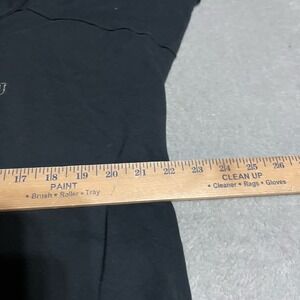 17 18 19 20 21 22 23 24 25 26
PAINT
• Brush • Roller • Tray
CLEAN UP
• Cleaner • Rags • Gloves